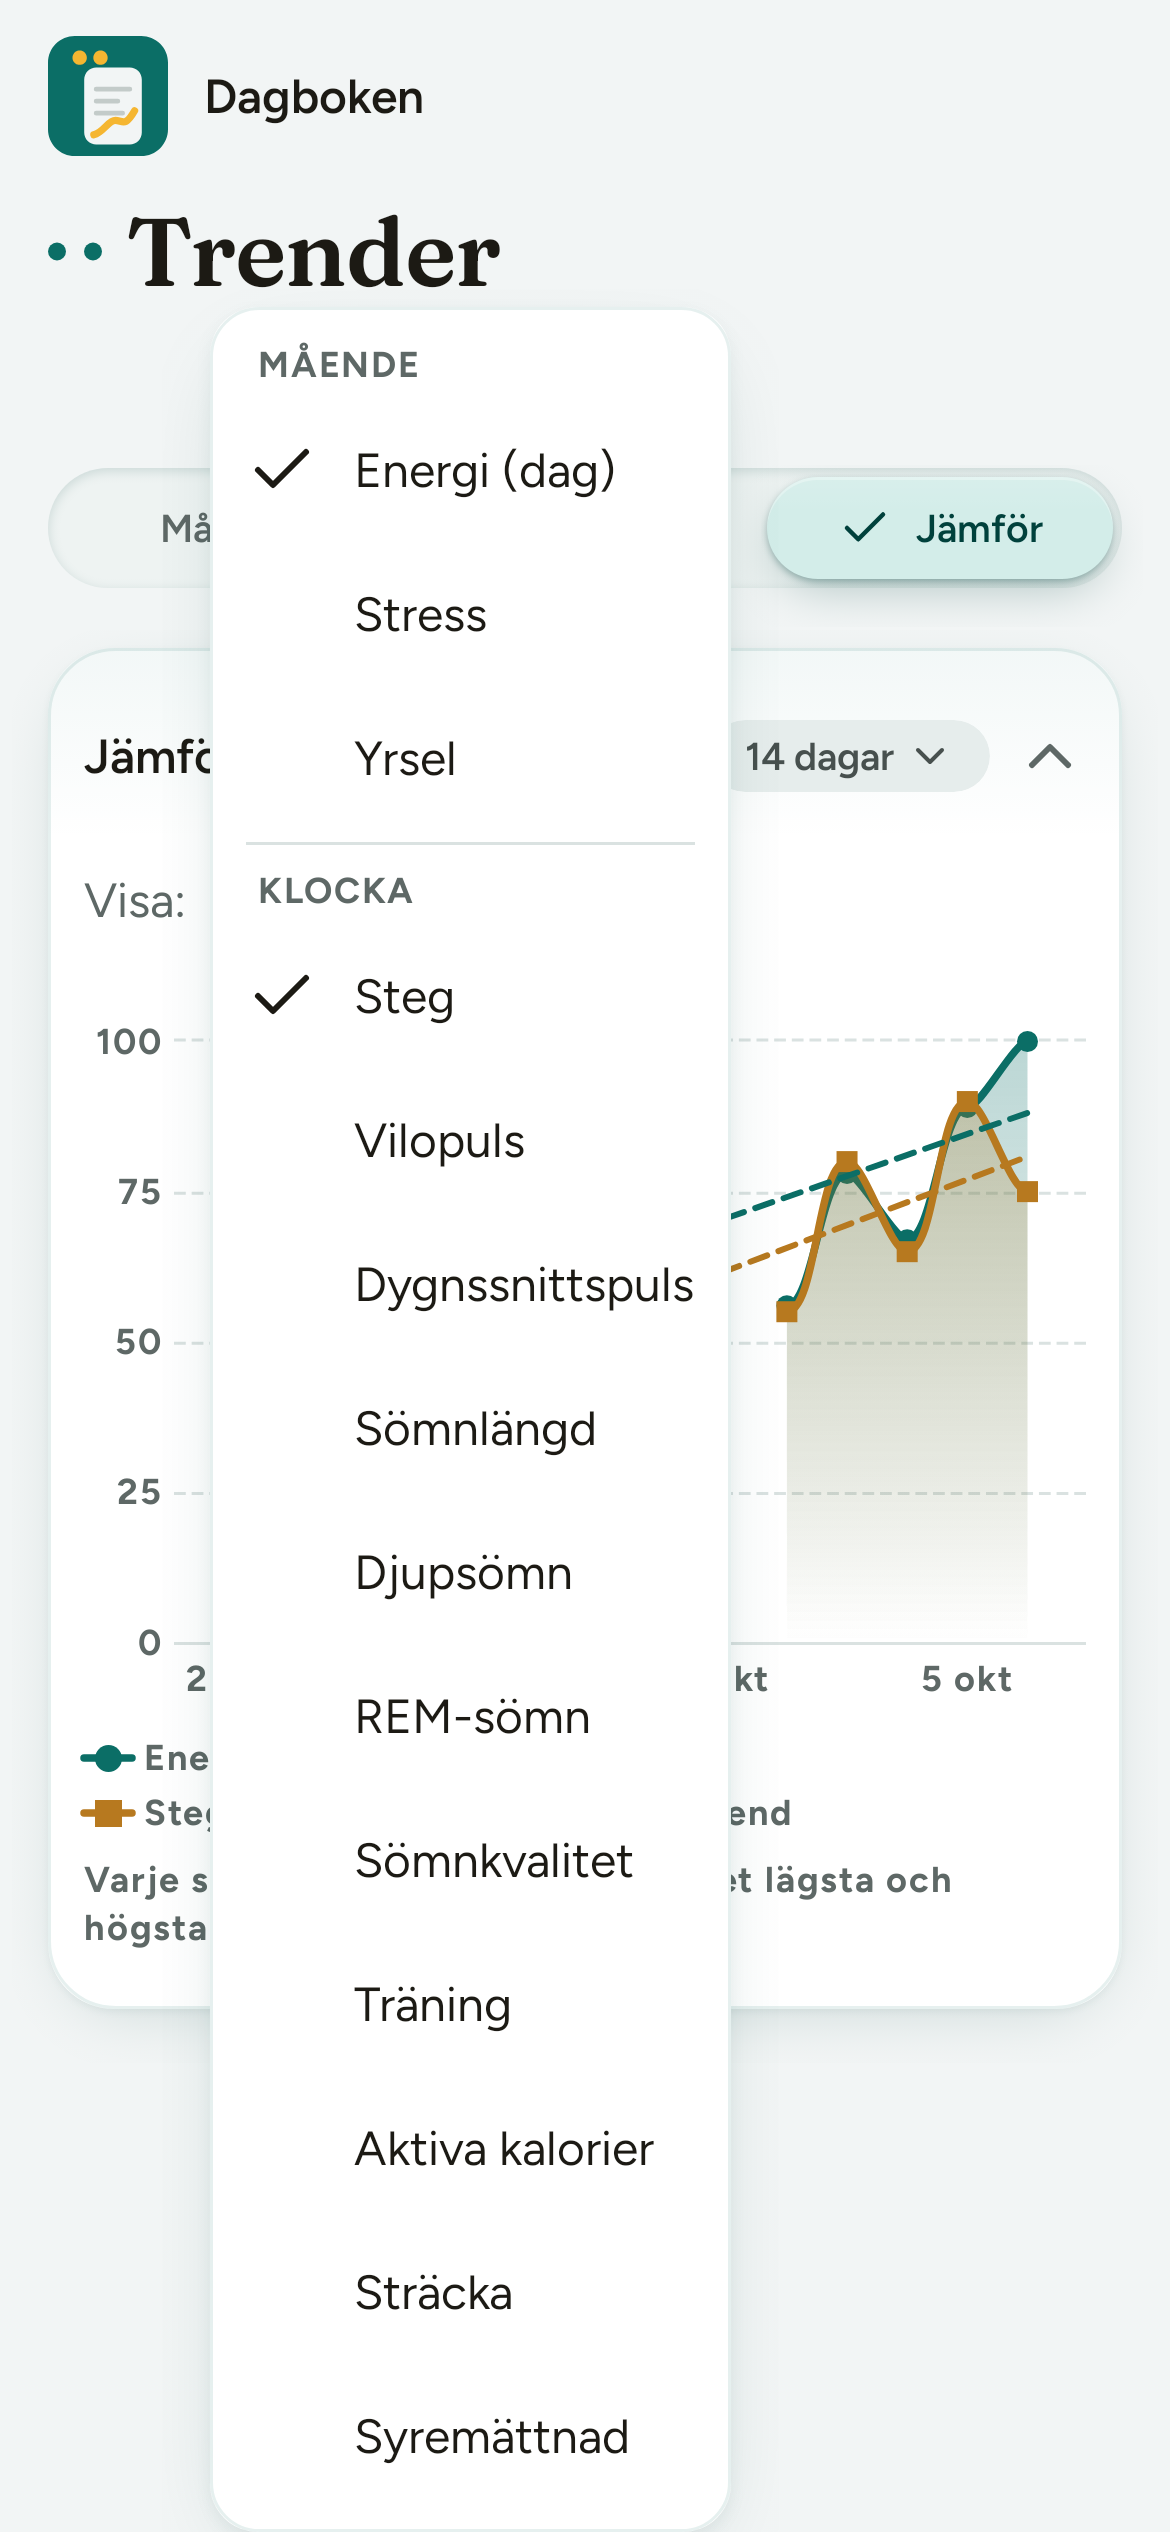 Dagboken
Trender
MÅENDE
Energi (dag)
Må
Jämför
Stress
Jämfö
Yrsel
14 dagar
KLOCKA
Visa:
Steg
100
Vilopuls
75
Dygnssnittspuls
50
Sömnlängd
25
Djupsömn
0
2
kt
5 okt
REM-sömn
Ene
Steg
end
Sömnkvalitet
Varje s
et lägsta och
högsta
Träning
Aktiva kalorier
Sträcka
Syremättnad